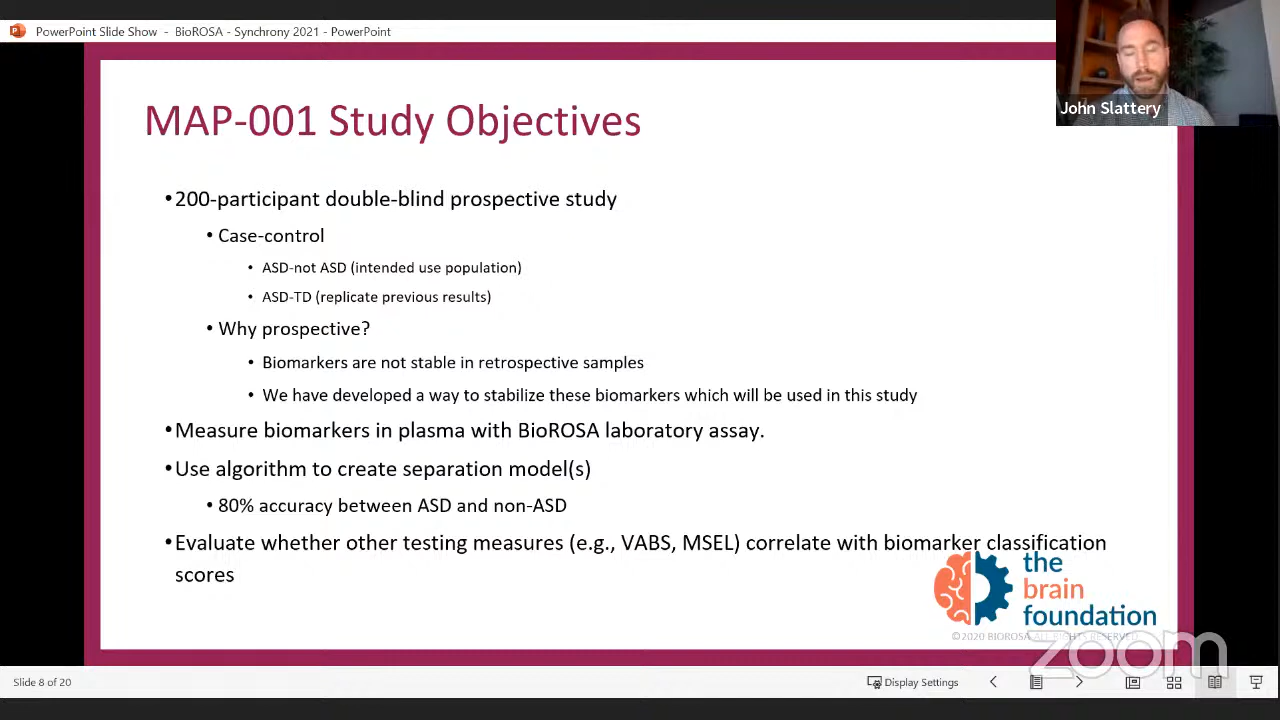 PowerPoint Slide Show - BioROSA - Synchrony 2021 - PowerPoint
John Slattery
MAP-001 Study Objectives
•200-participant double-blind prospective study
• Case-control
• ASD-not ASD (intended use population)
• ASD-TD (replicate previous results)
• Why prospective?
• Biomarkers are not stable in retrospective samples
• We have developed a way to stabilize these biomarkers which will be used in this study
•Measure biomarkers in plasma with BioROSA laboratory assay.
•Use algorithm to create separation model(s)
• 80% accuracy between ASD and non-ASD
•Evaluate whether other testing measures (e.g., VABS, MSEL) correlate with biomarker classification
scores
the
brain
foundation
©2020 BIOROSA ALL RIGHTS RESERVED
zoom
Slide 8 of 20
Display Settings